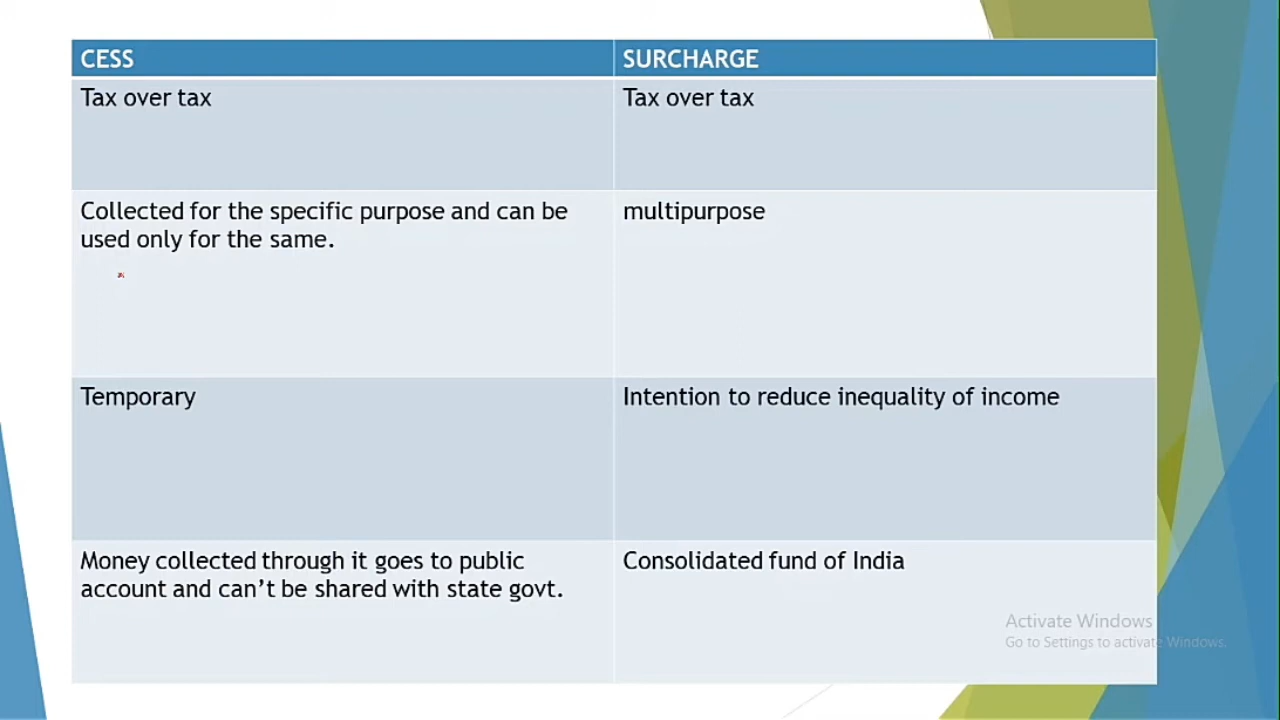 CESS
SURCHARGE
Tax over tax
Tax over tax
Collected for the specific purpose and can be
used only for the same.
multipurpose
Temporary
Intention to reduce inequality of income
Money collected through it goes to public
account and can’t be shared with state govt.
Consolidated fund of India
Activate Windows
Go to Settings to activate Windows.